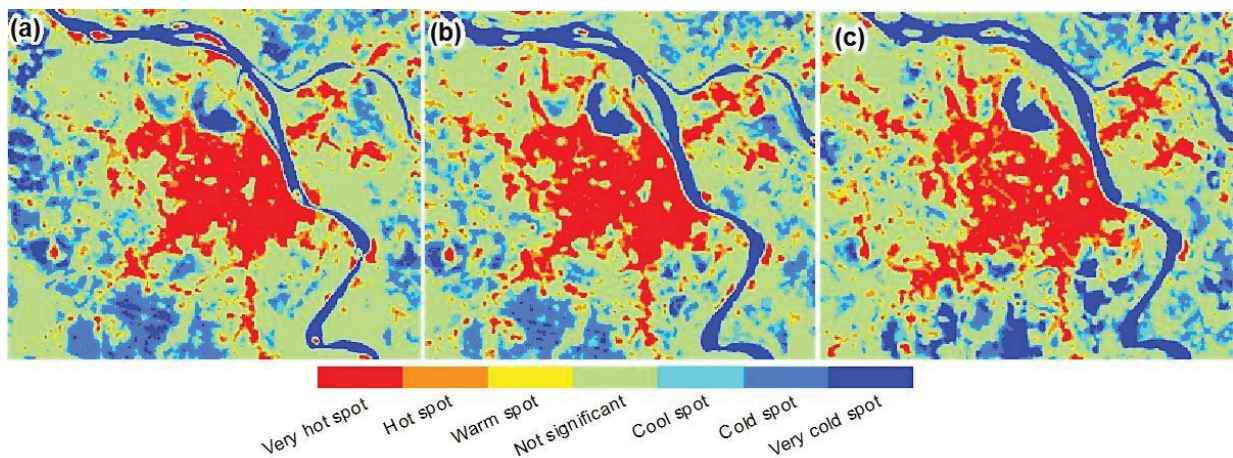 (a)
(b)
(c)
Very hot spot
Hot spot
Warm spot
Not significant
Cool spot
Cold spot
Very cold spot